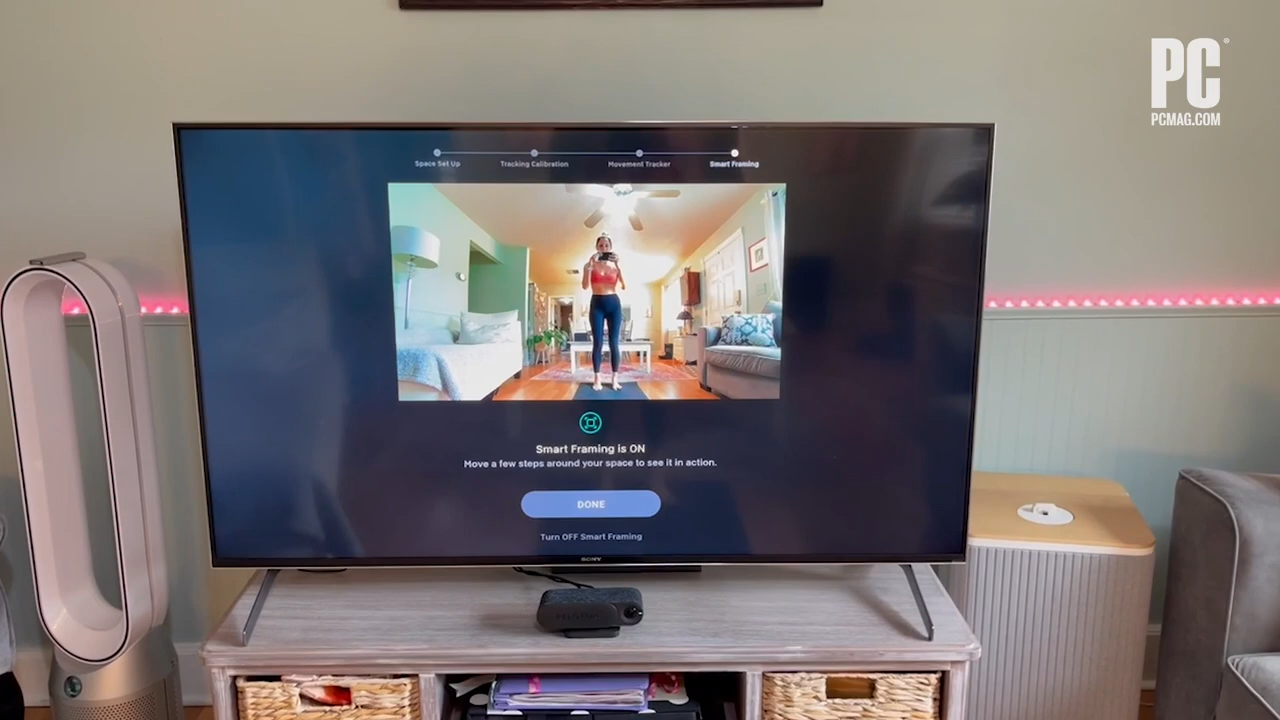 PC
PCMAG.COM
Space Set Up
Tracking Calibration
Movement Tracker
Smart Framing
Smart Framing is ON
Move a few steps around your space to see it in action.
DONE
Turn OFF Smart Framing
SONY